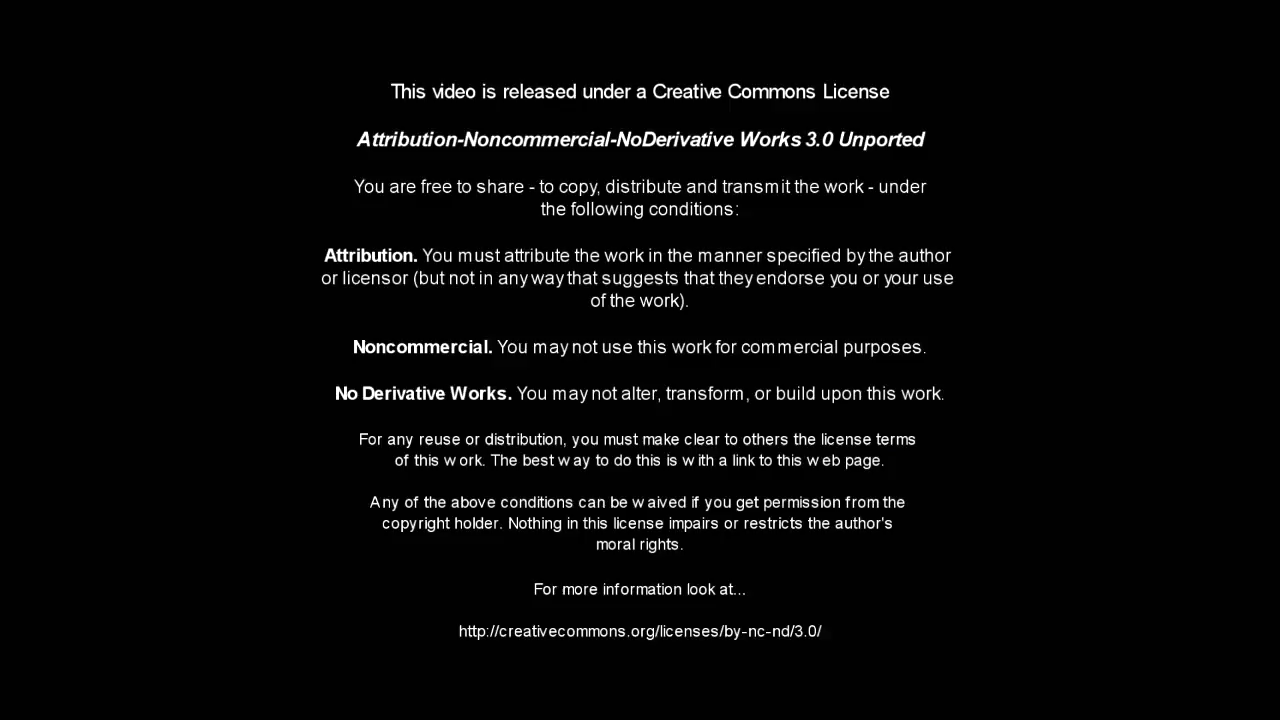 This video is released under a Creative Commons License
Attribution-Noncommercial-NoDerivative Works 3.0 Unported
You are free to share - to copy, distribute and transmit the work - under
the following conditions:
Attribution. You must attribute the work in the manner specified by the author
or licensor (but not in any way that suggests that they endorse you or your use
of the work).
Noncommercial. You may not use this work for commercial purposes.
No Derivative Works. You may not alter, transform, or build upon this work.
For any reuse or distribution, you must make clear to others the license terms
of this work. The best way to do this is with a link to this web page.
Any of the above conditions can be waived if you get permission from the
copyright holder. Nothing in this license impairs or restricts the author's
moral rights.
For more information look at...
http://creativecommons.org/licenses/by-nc-nd/3.0/